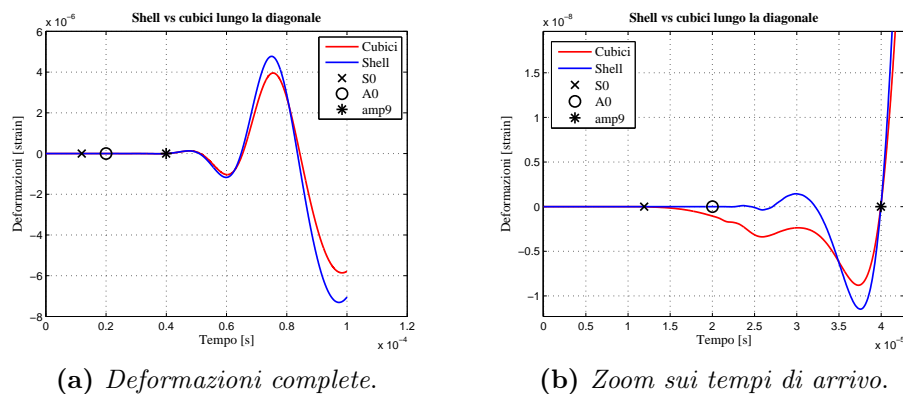 Shell vs cubici lungo la diagonale
x 10⁻⁶
6
4
2
0
−2
−4
−6
−8
Deformazioni [strain]
Cubici
Shell
S0
A0
amp9
0
0.2
0.4
0.6
0.8
1
1.2
Tempo [s]
x 10⁻⁴
(a) Deformazioni complete.
Shell vs cubici lungo la diagonale
x 10⁻⁸
1.5
1
0.5
0
−0.5
−1
Deformazioni [strain]
Cubici
Shell
S0
A0
amp9
0
0.5
1
1.5
2
2.5
3
3.5
4
Tempo [s]
x 10⁻⁵
(b) Zoom sui tempi di arrivo.